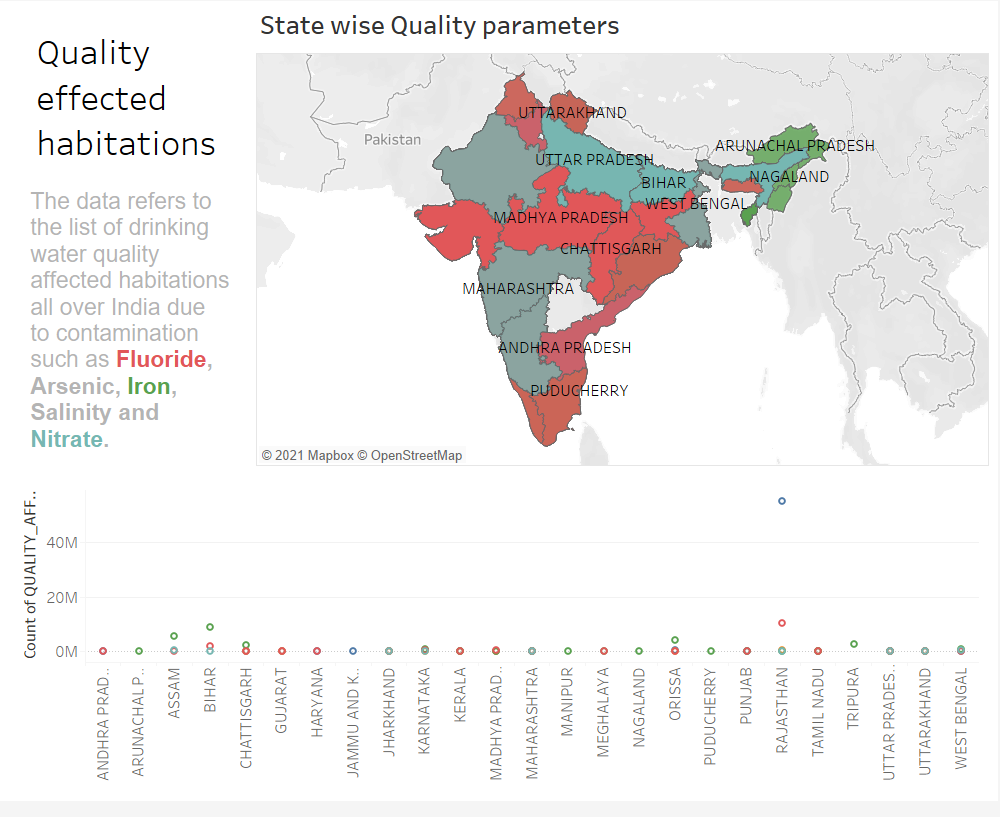 State wise Quality parameters
Quality
effected
habitations
The data refers to
the list of drinking
water quality
affected habitations
all over India due
to contamination
such as Fluoride,
Arsenic, Iron,
Salinity and
Nitrate.
Pakistan
UTTARAKHAND
ARUNACHAL PRADESH
UTTAR PRADESH
NAGALAND
BIHAR
WEST BENGAL
MADHYA PRADESH
CHATTISGARH
MAHARASHTRA
ANDHRA PRADESH
PUDUCHERRY
© 2021 Mapbox © OpenStreetMap
Count of QUALITY_AFF..
40M
20M
0M
ANDHRA PRAD..
ARUNACHAL P..
ASSAM
BIHAR
CHATTISGARH
GUJARAT
HARYANA
JAMMU AND K..
JHARKHAND
KARNATAKA
KERALA
MADHYA PRAD..
MAHARASHTRA
MANIPUR
MEGHALAYA
NAGALAND
ORISSA
PUDUCHERRY
PUNJAB
RAJASTHAN
TAMIL NADU
TRIPURA
UTTAR PRADES..
UTTARAKHAND
WEST BENGAL